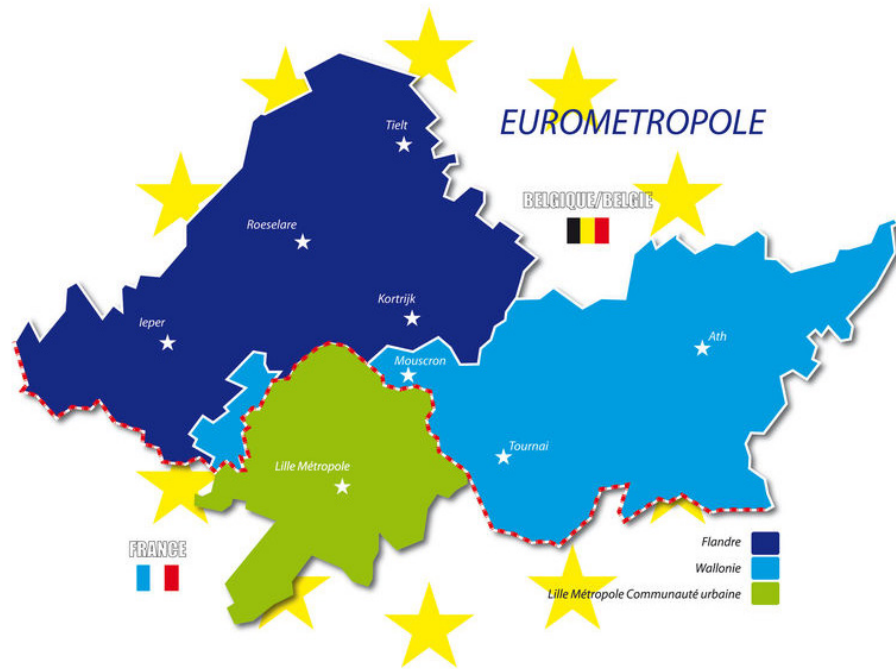 EUROMETROPOLE
Tielt
BELGIQUE/BELGIE
Roeselare
Kortrijk
Ieper
Ath
Mouscron
Tournai
Lille Métropole
FRANCE
Flandre
Wallonie
Lille Métropole Communauté urbaine